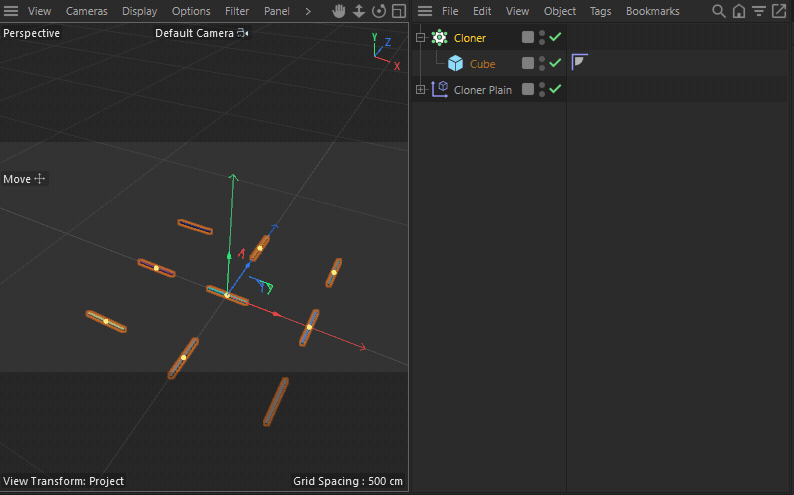 View Cameras Display Options Filter Panel
File Edit View Object Tags Bookmarks
Perspective
Default Camera
Y
Z
X
Cloner
Cube
Cloner Plain
Move
View Transform: Project
Grid Spacing : 500 cm